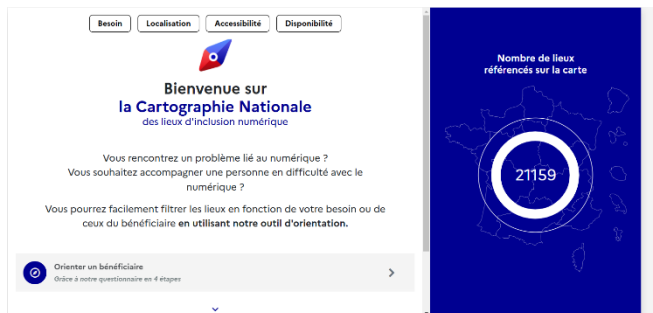 Besoin Localisation Accessibilité Disponibilité
Bienvenue sur
la Cartographie Nationale
des lieux d'inclusion numérique
Vous rencontrez un problème lié au numérique ?
Vous souhaitez accompagner une personne en difficulté avec le
numérique ?
Vous pourrez facilement filtrer les lieux en fonction de votre besoin ou de
ceux du bénéficiaire en utilisant notre outil d'orientation.
Orienter un bénéficiaire
Grâce à notre questionnaire en 4 étapes
Nombre de lieux
référencés sur la carte
21159